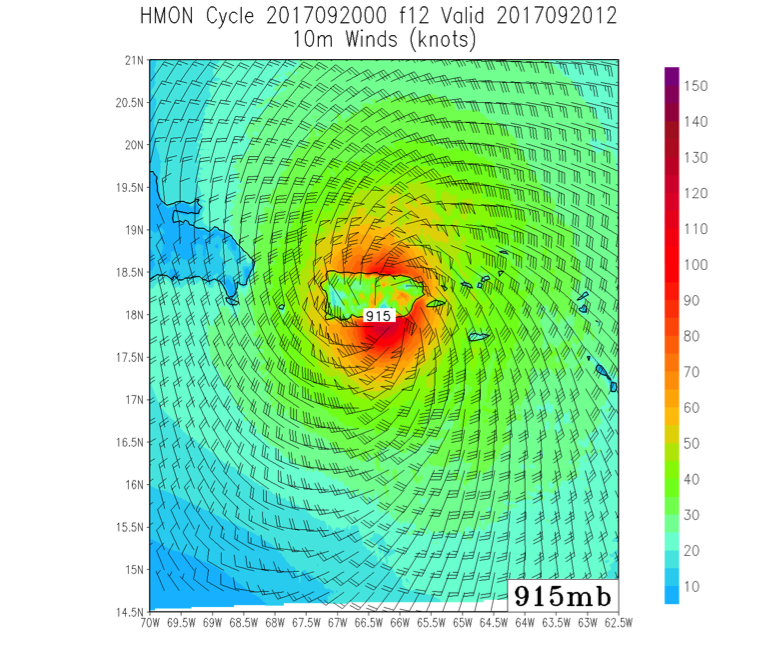 HMON Cycle 2017092000 f12 Valid 2017092012
10m Winds (knots)
21N
20.5N
20N
19.5N
19N
18.5N
18N
17.5N
17N
16.5N
16N
15.5N
15N
14.5N
915
915mb
70W 69.5W 69W 68.5W 68W 67.5W 67W 66.5W 66W 65.5W 65W 64.5W 64W 63.5W 63W 62.5W
150
140
130
120
110
100
90
80
70
60
50
40
30
20
10